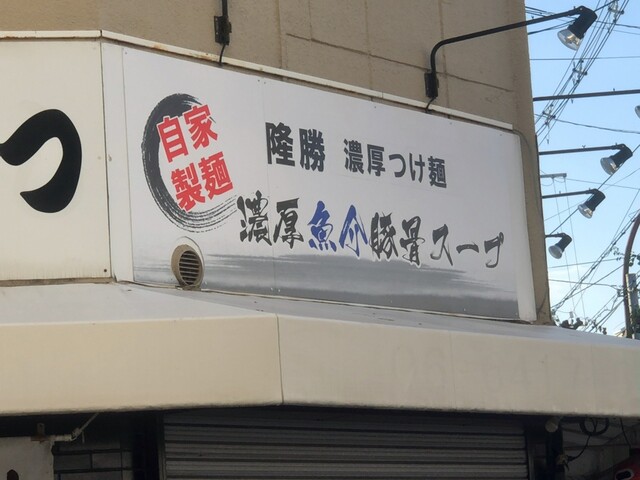 つ
自家
製麺
隆勝 濃厚つけ麺
濃厚魚介豚骨スープ